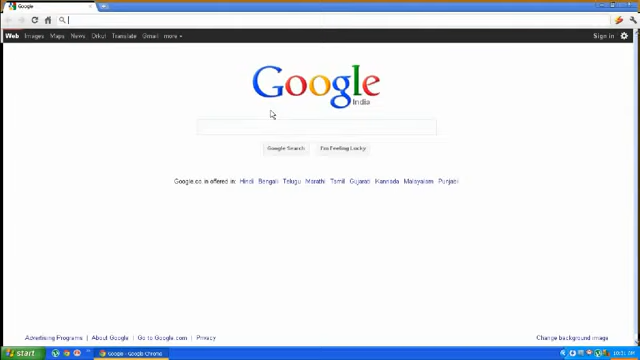 Google
Web Images Maps News Orkut Translate Gmail more
Sign in
Google
India
Google Search I'm Feeling Lucky
Google.co.in offered in: Hindi Bengali Telugu Marathi Tamil Gujarati Kannada Malayalam Punjabi
Advertising Programs About Google Go to Google.com Privacy
Change background image
start
Google - Google Chrome